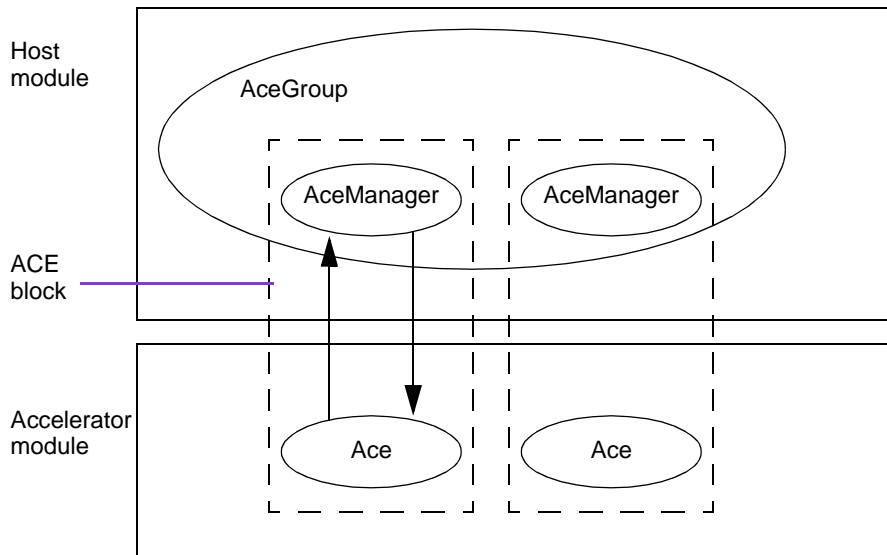 Host
module
AceGroup
AceManager
AceManager
ACE
block
Accelerator
module
Ace
Ace